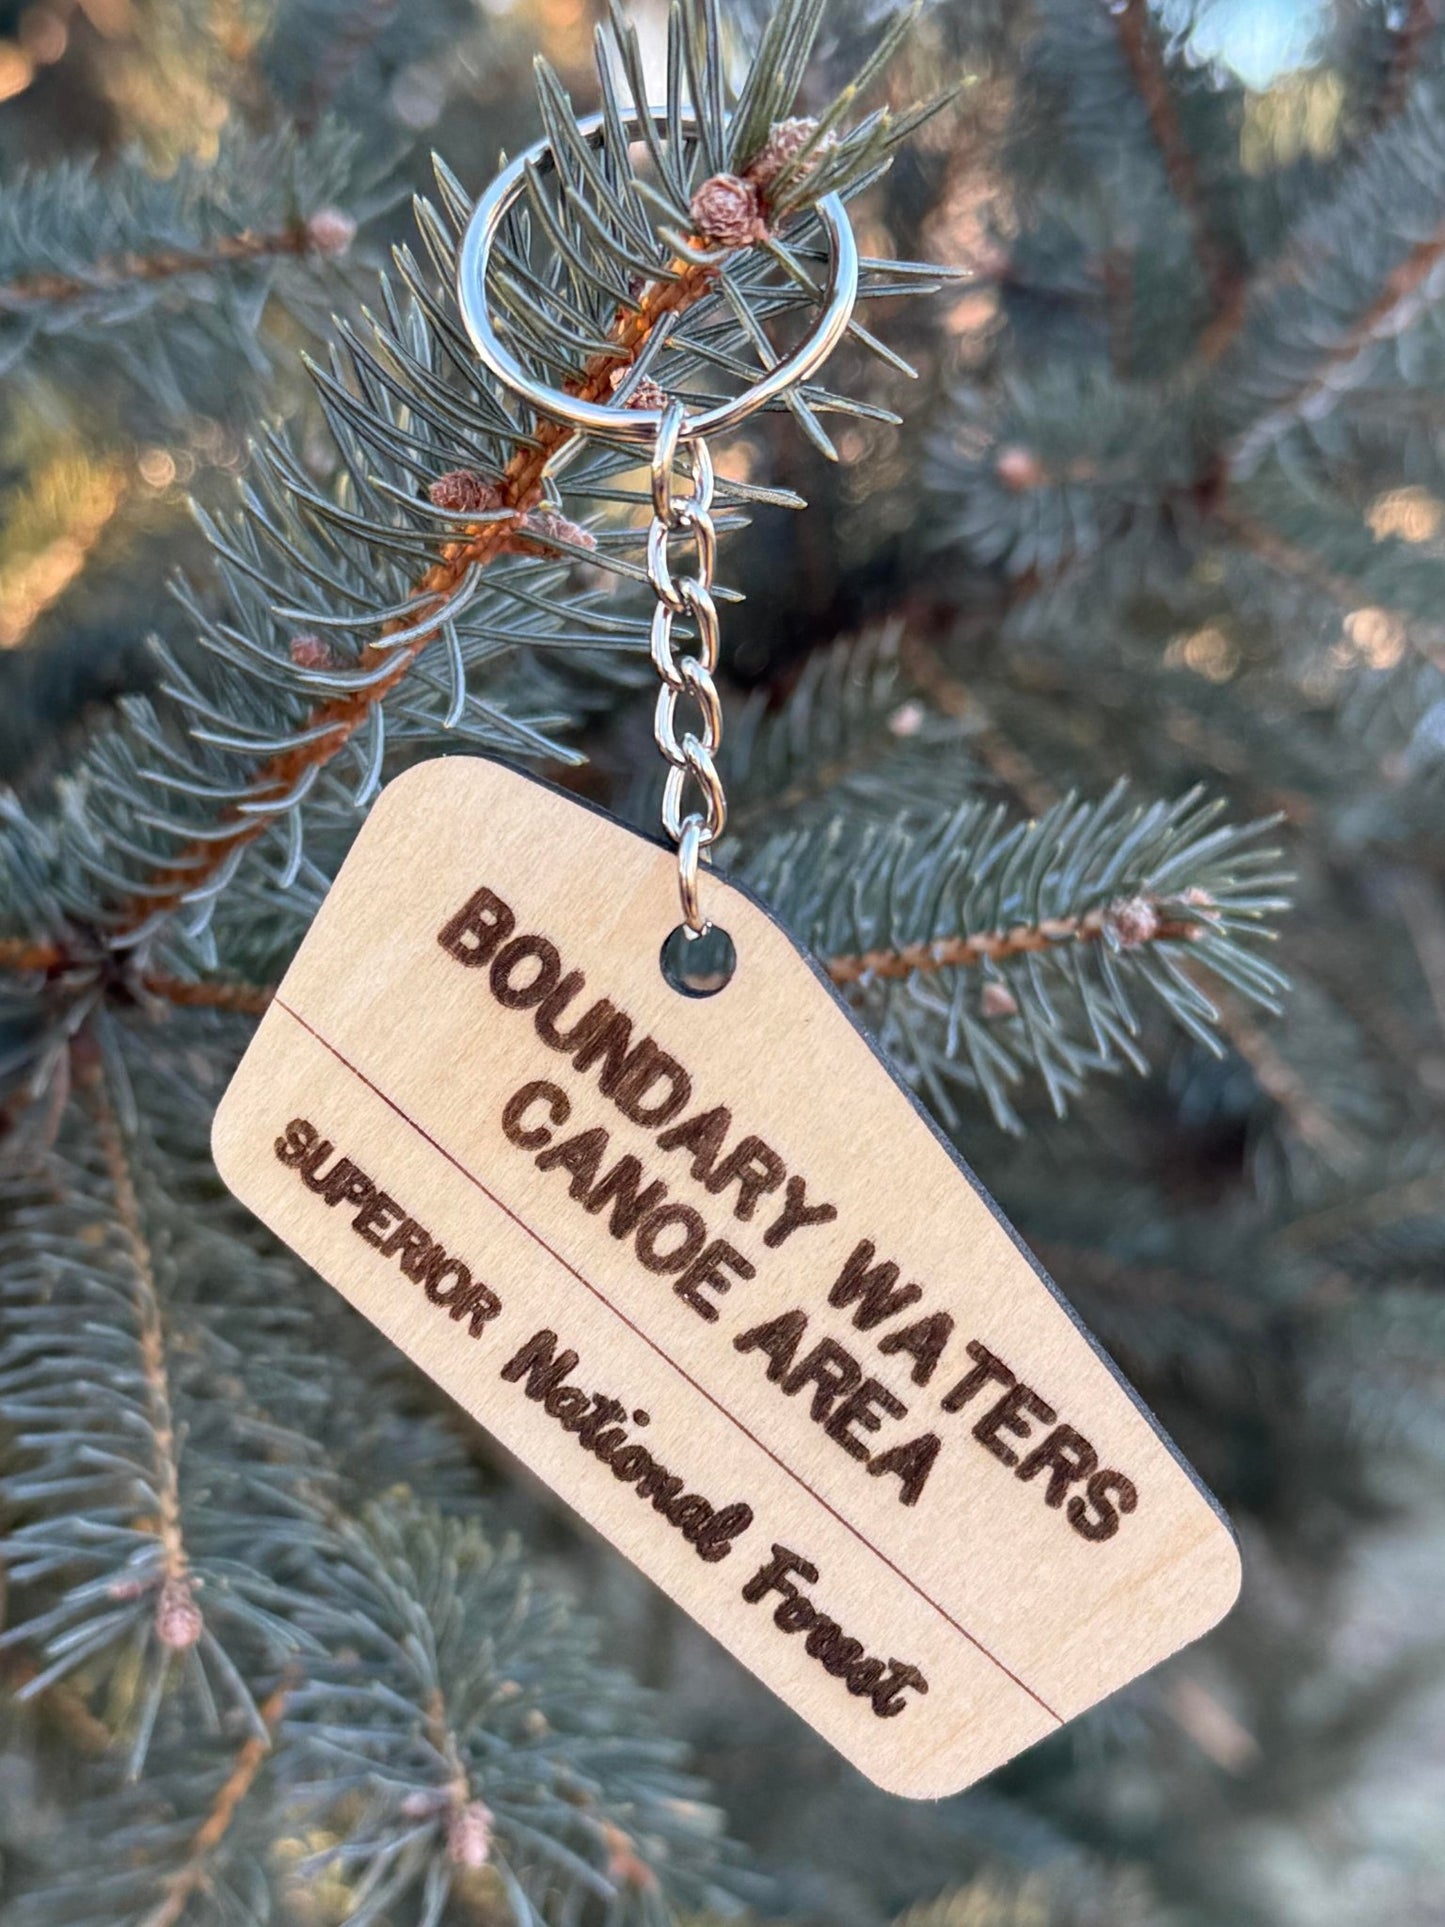 BOUNDARY WATERS
CANOE AREA
SUPERIOR National Forest